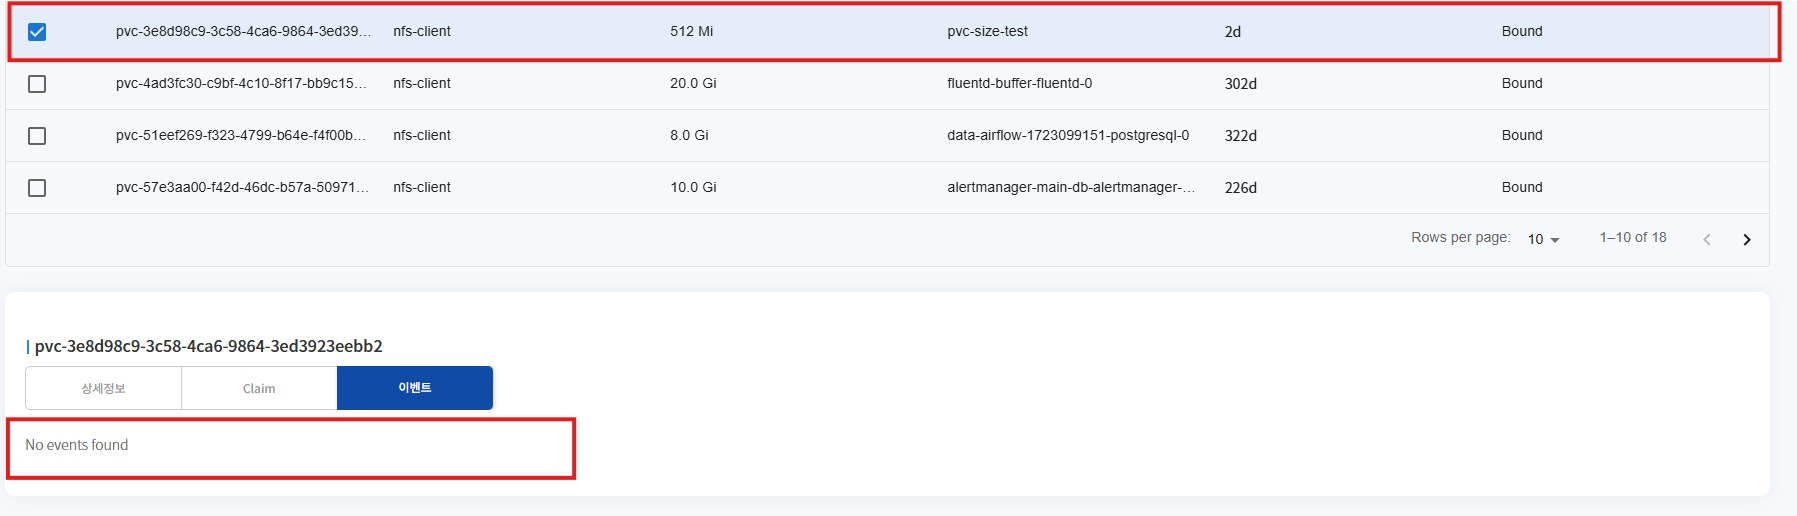 pvc-3e8d98c9-3c58-4ca6-9864-3ed39... nfs-client 512 Mi pvc-size-test 2d Bound
pvc-4ad3fc30-c9bf-4c10-8f17-bb9c15... nfs-client 20.0 Gi fluentd-buffer-fluentd-0 302d Bound
pvc-51eef269-f323-4799-b64e-f4f00b... nfs-client 8.0 Gi data-airflow-1723099151-postgresql-0 322d Bound
pvc-57e3aa00-f42d-46dc-b57a-50971... nfs-client 10.0 Gi alertmanager-main-db-alertmanager-... 226d Bound
Rows per page: 10 1–10 of 18
pvc-3e8d98c9-3c58-4ca6-9864-3ed3923eebb2
상세정보 Claim 이벤트
No events found